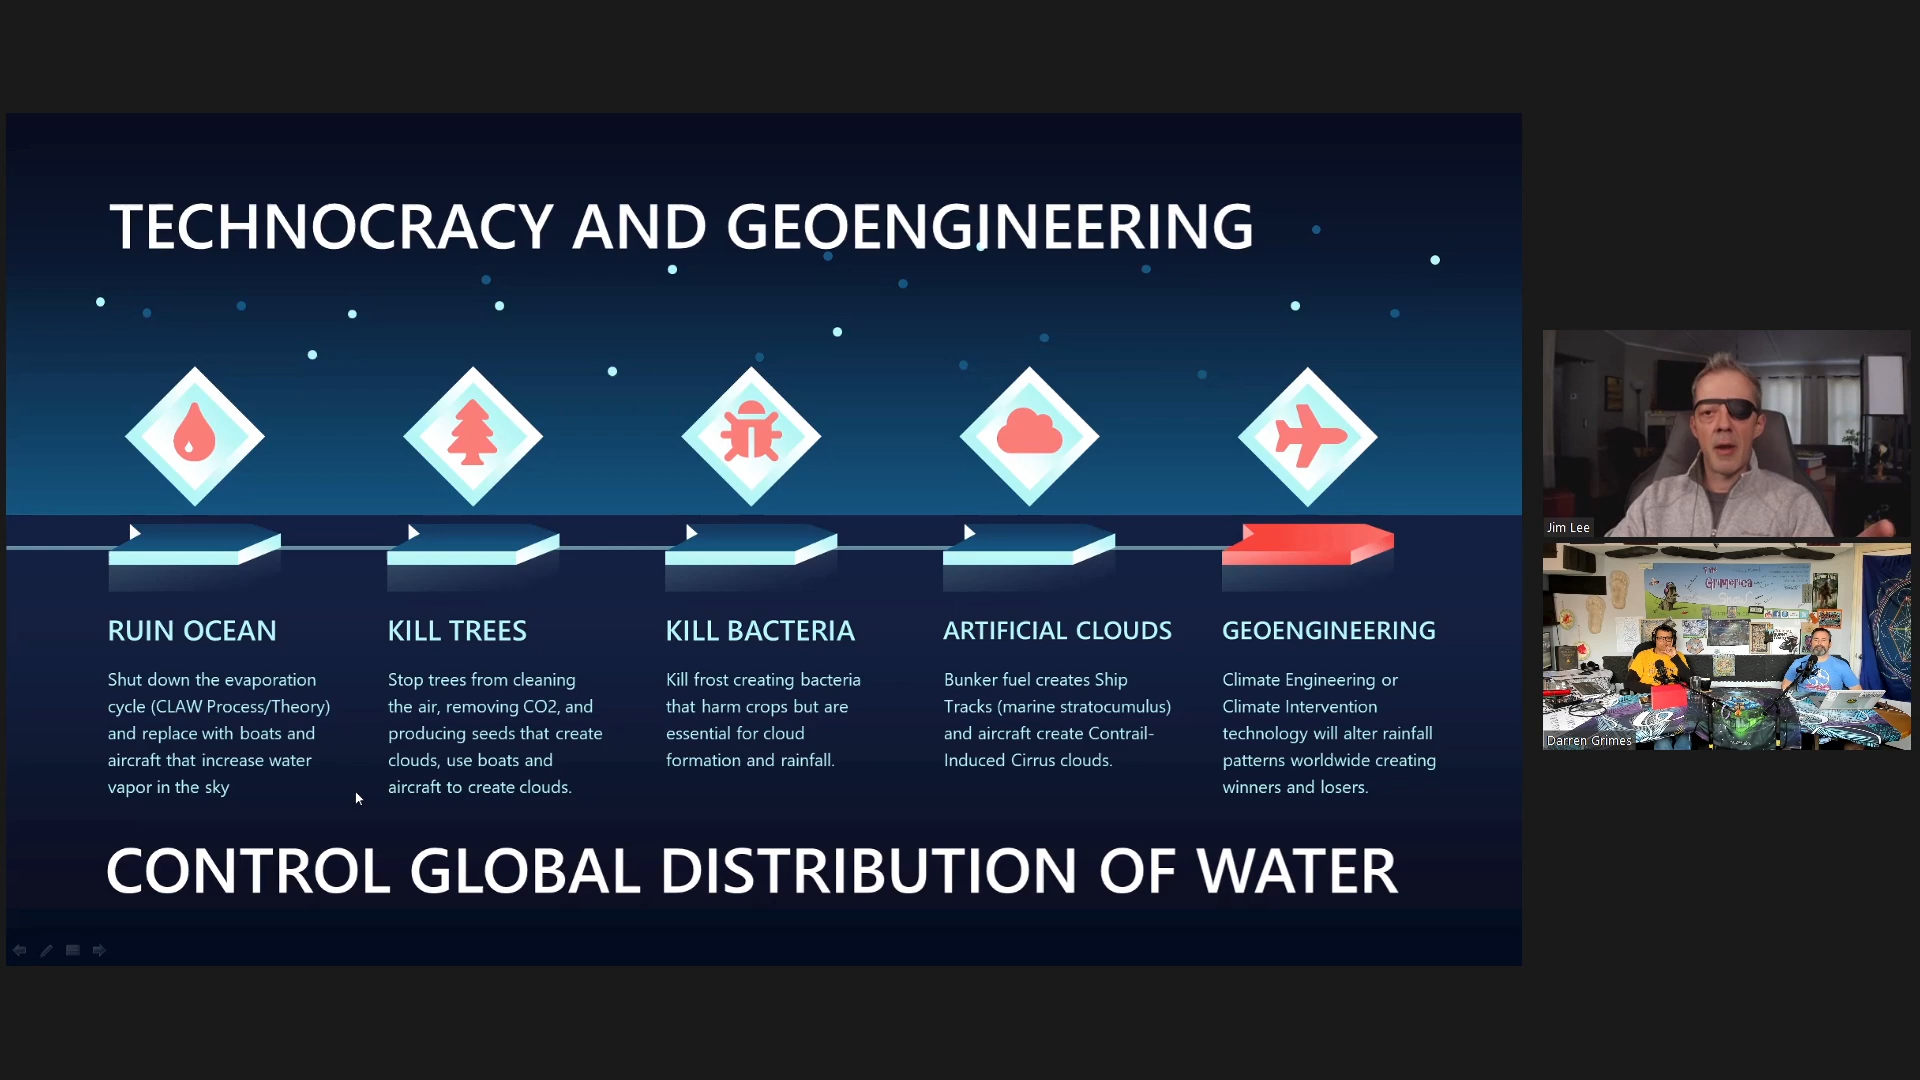 TECHNOCRACY AND GEOENGINEERING
RUIN OCEAN
Shut down the evaporation
cycle (CLAW Process/Theory)
and replace with boats and
aircraft that increase water
vapor in the sky
KILL TREES
Stop trees from cleaning
the air, removing CO2, and
producing seeds that create
clouds, use boats and
aircraft to create clouds.
KILL BACTERIA
Kill frost creating bacteria
that harm crops but are
essential for cloud
formation and rainfall.
ARTIFICIAL CLOUDS
Bunker fuel creates Ship
Tracks (marine stratocumulus)
and aircraft create Contrail-
Induced Cirrus clouds.
GEOENGINEERING
Climate Engineering or
Climate Intervention
technology will alter rainfall
patterns worldwide creating
winners and losers.
CONTROL GLOBAL DISTRIBUTION OF WATER
Jim Lee
Grimerica
Darren Grimes